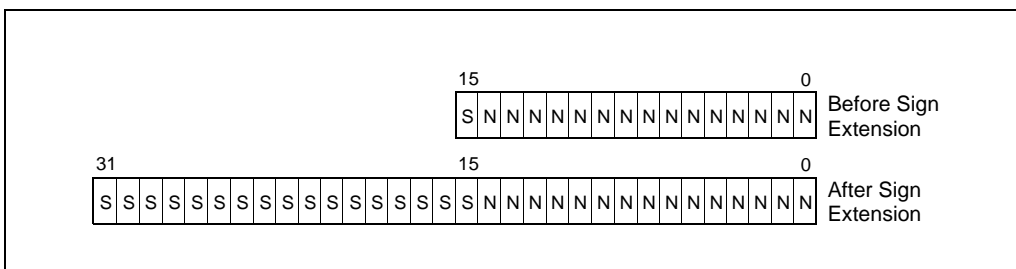 15 0
S N N N N N N N N N N N N N N N Before Sign
Extension
31 15 0
S S S S S S S S S S S S S S S S S N N N N N N N N N N N N N N N After Sign
Extension